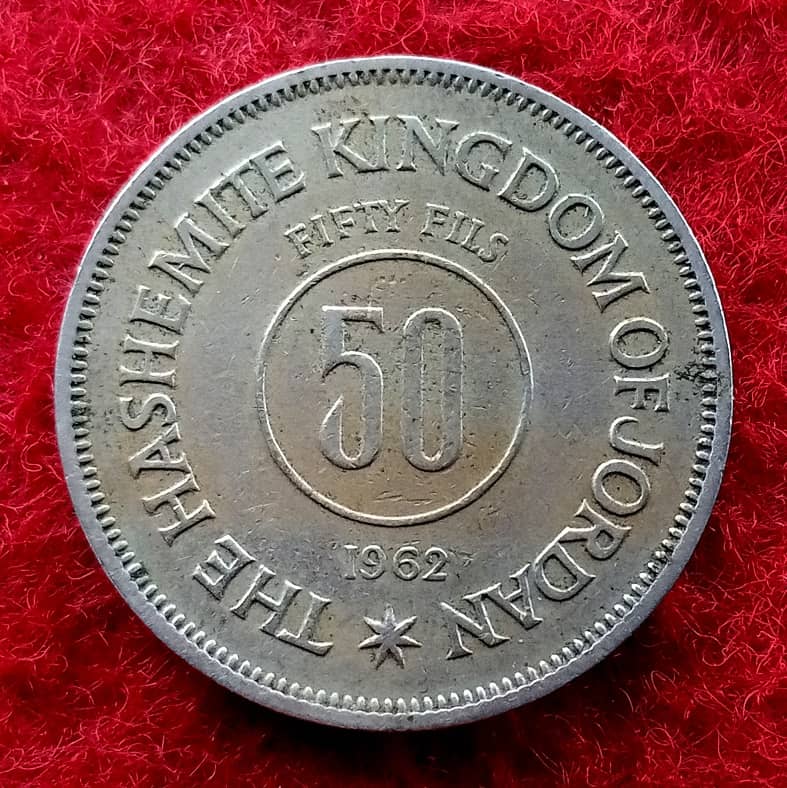 THE HASHEMITE KINGDOM OF JORDAN
FIFTY FILS
50
1962